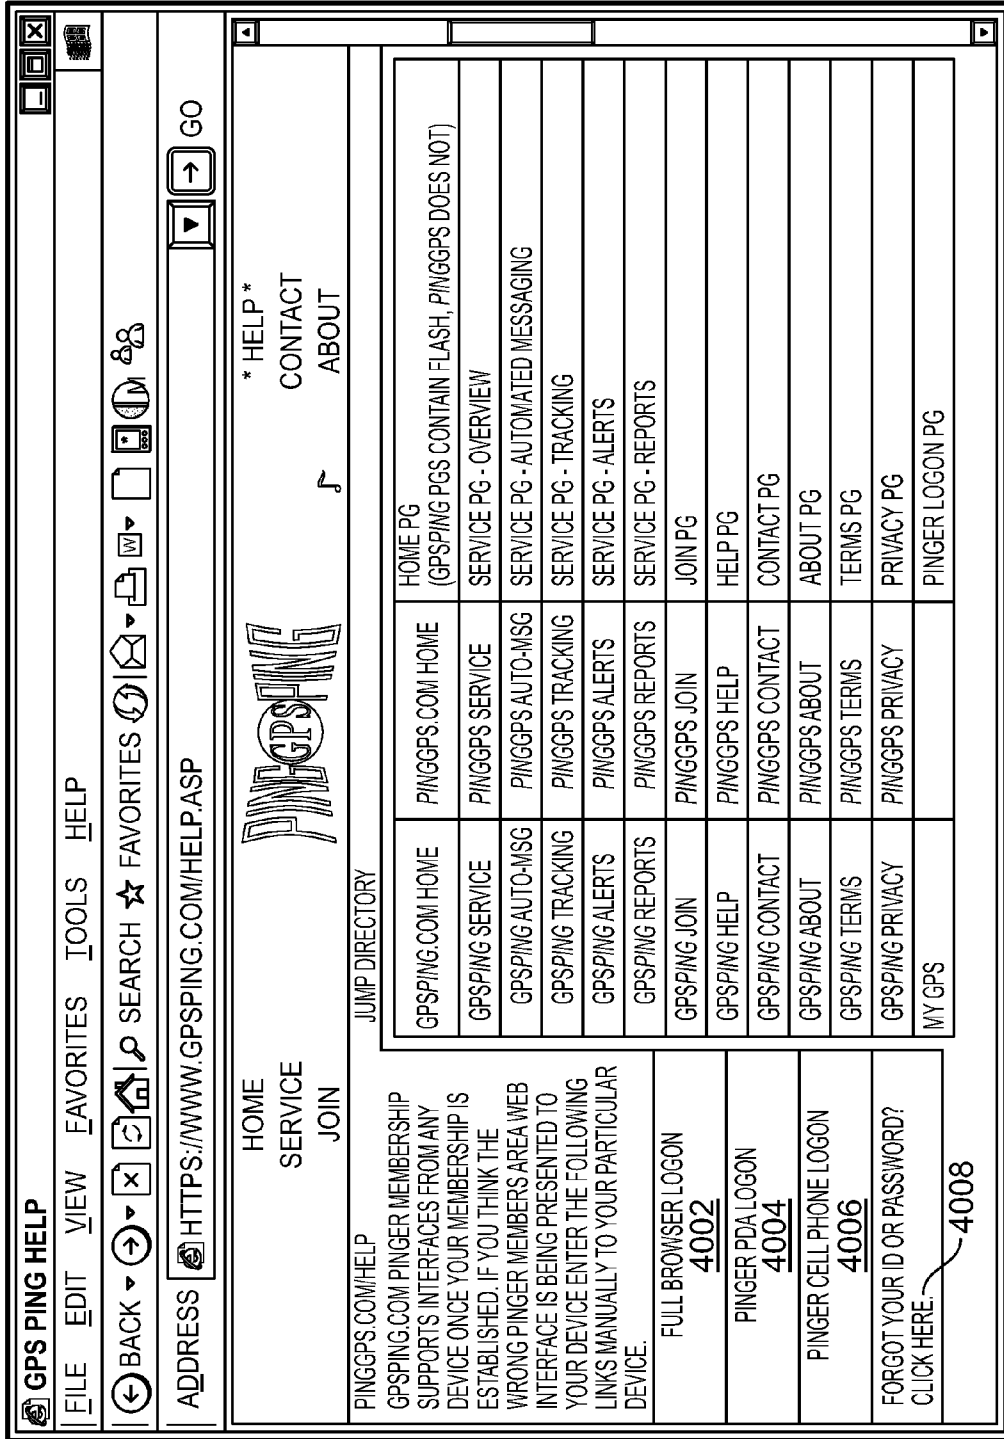 GPS PING HELP
FILE EDIT VIEW FAVORITES TOOLS HELP
BACK SEARCH FAVORITES W M
ADDRESS HTTPS://WWW.GPSPING.COM/HELP.ASP GO
HOME
SERVICE
JOIN
PING GPS PING
* HELP *
CONTACT
ABOUT
PINGGPS.COM/HELP
GPSPING.COM PINGER MEMBERSHIP
SUPPORTS INTERFACES FROM ANY
DEVICE ONCE YOUR MEMBERSHIP IS
ESTABLISHED. IF YOU THINK THE
WRONG PINGER MEMBERS AREA WEB
INTERFACE IS BEING PRESENTED TO
YOUR DEVICE ENTER THE FOLLOWING
LINKS MANUALLY TO YOUR PARTICULAR
DEVICE.
FULL BROWSER LOGON
4002
PINGER PDA LOGON
4004
PINGER CELL PHONE LOGON
4006
FORGOT YOUR ID OR PASSWORD?
CLICK HERE.
4008
JUMP DIRECTORY
GPSPING.COM HOME PINGGPS.COM HOME HOME PG
(GPSPING PGS CONTAIN FLASH, PINGGPS DOES NOT)
GPSPING SERVICE PINGGPS SERVICE SERVICE PG - OVERVIEW
GPSPING AUTO-MSG PINGGPS AUTO-MSG SERVICE PG - AUTOMATED MESSAGING
GPSPING TRACKING PINGGPS TRACKING SERVICE PG - TRACKING
GPSPING ALERTS PINGGPS ALERTS SERVICE PG - ALERTS
GPSPING REPORTS PINGGPS REPORTS SERVICE PG - REPORTS
GPSPING JOIN PINGGPS JOIN JOIN PG
GPSPING HELP PINGGPS HELP HELP PG
GPSPING CONTACT PINGGPS CONTACT CONTACT PG
GPSPING ABOUT PINGGPS ABOUT ABOUT PG
GPSPING TERMS PINGGPS TERMS TERMS PG
GPSPING PRIVACY PINGGPS PRIVACY PRIVACY PG
MY GPS PINGER LOGON PG